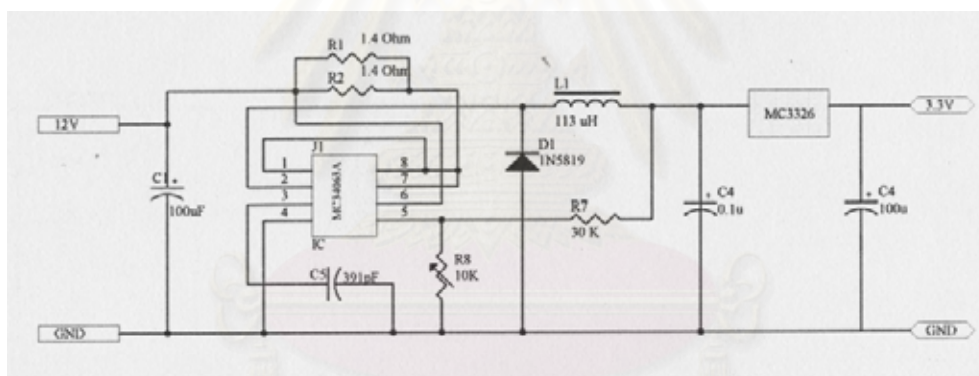 R1
1.4 Ohm
R2
1.4 Ohm
12V
C1
+
100uF
J1
1
2
3
4
MC34063A
8
7
6
5
IC
C5
391pF
R8
10K
D1
1N5819
L1
113 uH
R7
30 K
+
C4
0.1u
MC3326
+
C4
100u
3.3V
GND
GND